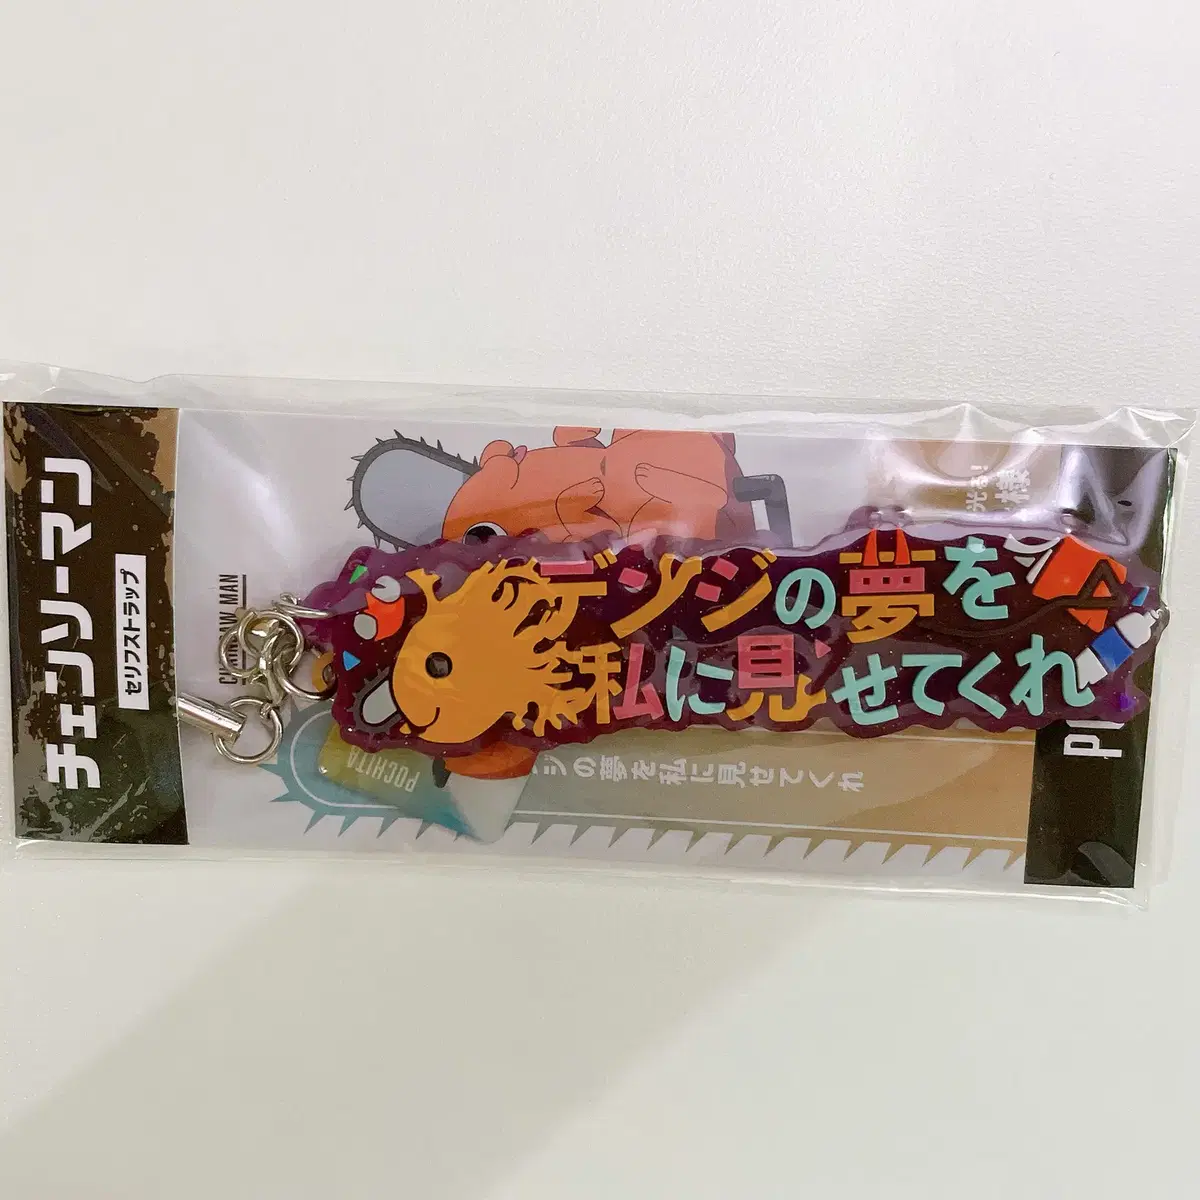 チェンソーマン
セリフストラップ
CHAINSAW MAN
デンジの夢を
私に見せてくれ
POCHITA
ジの夢を私に見せてくれ